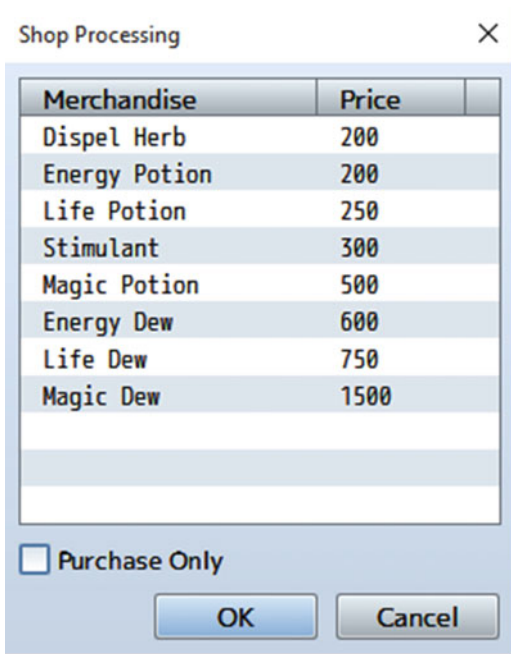 Shop Processing
Merchandise Price
Dispel Herb 200
Energy Potion 200
Life Potion 250
Stimulant 300
Magic Potion 500
Energy Dew 600
Life Dew 750
Magic Dew 1500
Purchase Only
OK Cancel